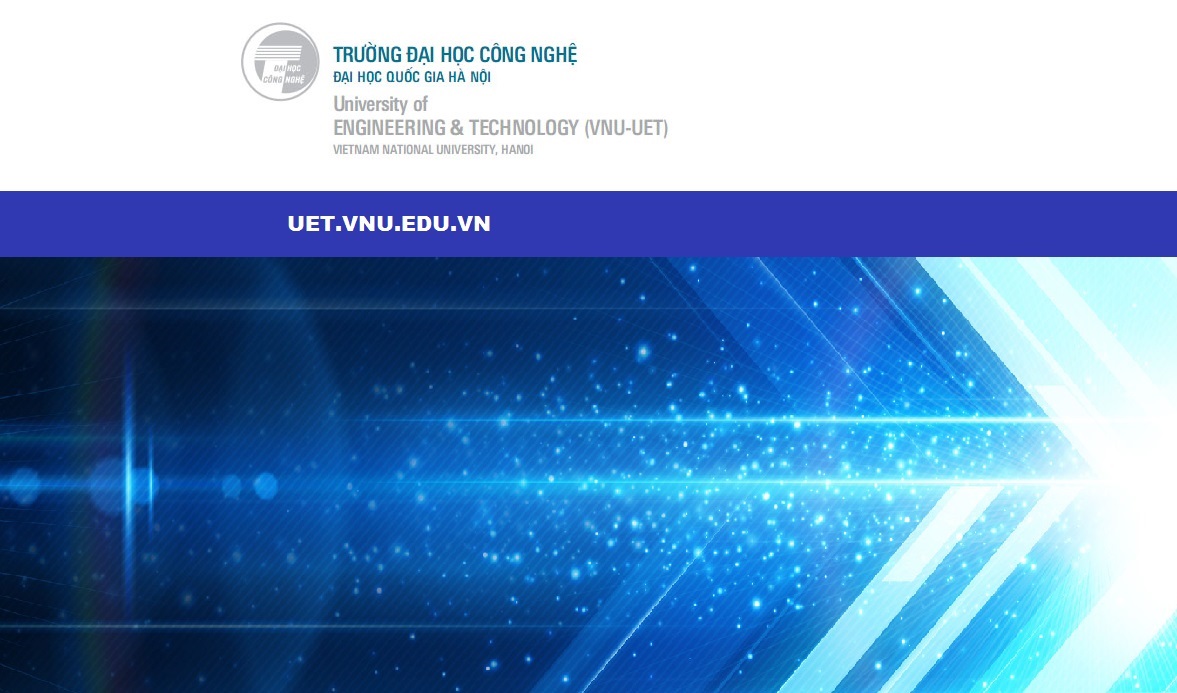 ĐẠI HỌC
CÔNG NGHỆ
TRƯỜNG ĐẠI HỌC CÔNG NGHỆ
ĐẠI HỌC QUỐC GIA HÀ NỘI
University of
ENGINEERING & TECHNOLOGY (VNU-UET)
VIETNAM NATIONAL UNIVERSITY, HANOI
UET.VNU.EDU.VN